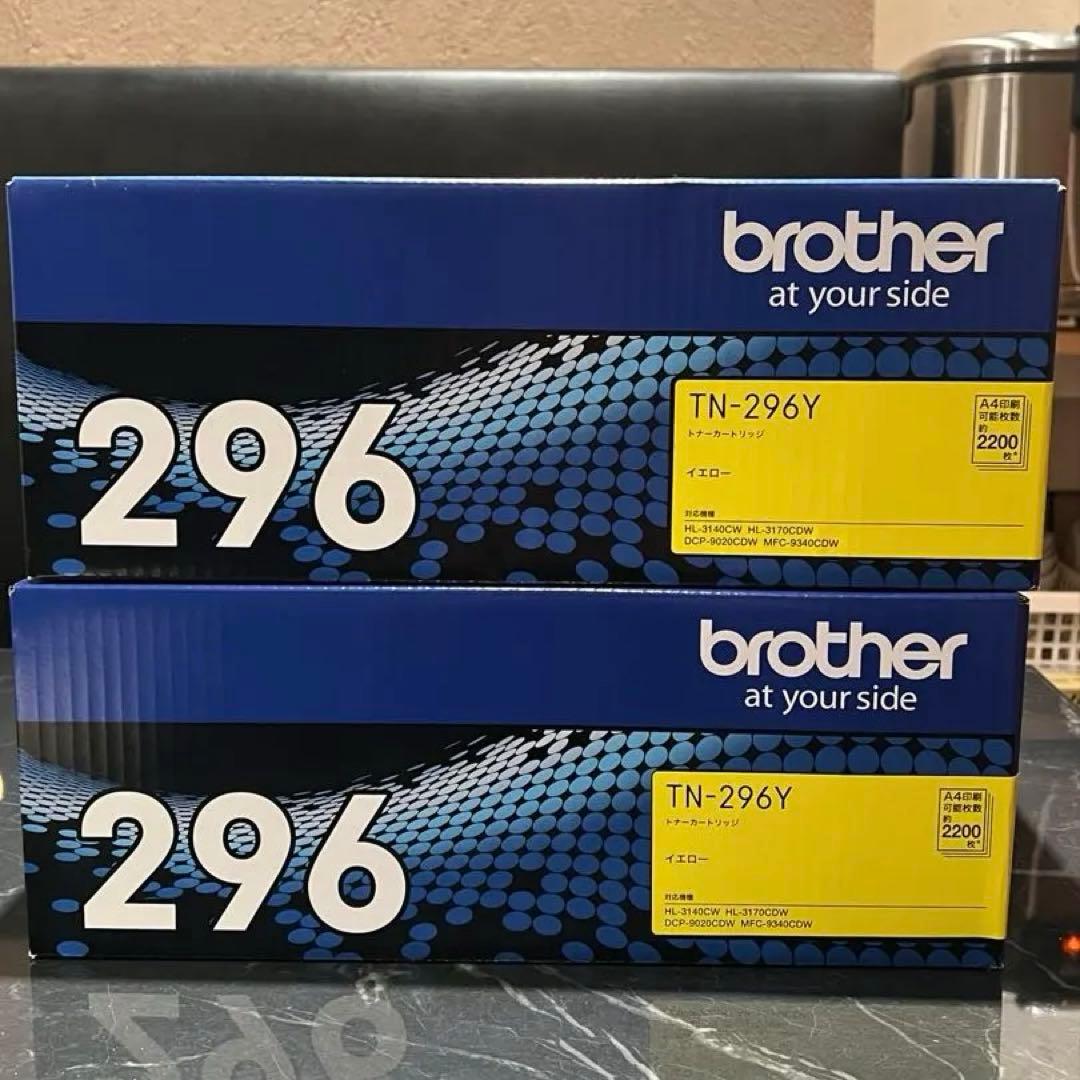 brother
at your side
296
TN-296Y
トナーカートリッジ
イエロー
A4印刷
可能枚数
約
2200
枚*
対応機種
HL-3140CW HL-3170CDW
DCP-9020CDW MFC-9340CDW
brother
at your side
296
TN-296Y
トナーカートリッジ
イエロー
A4印刷
可能枚数
約
2200
枚*
対応機種
HL-3140CW HL-3170CDW
DCP-9020CDW MFC-9340CDW